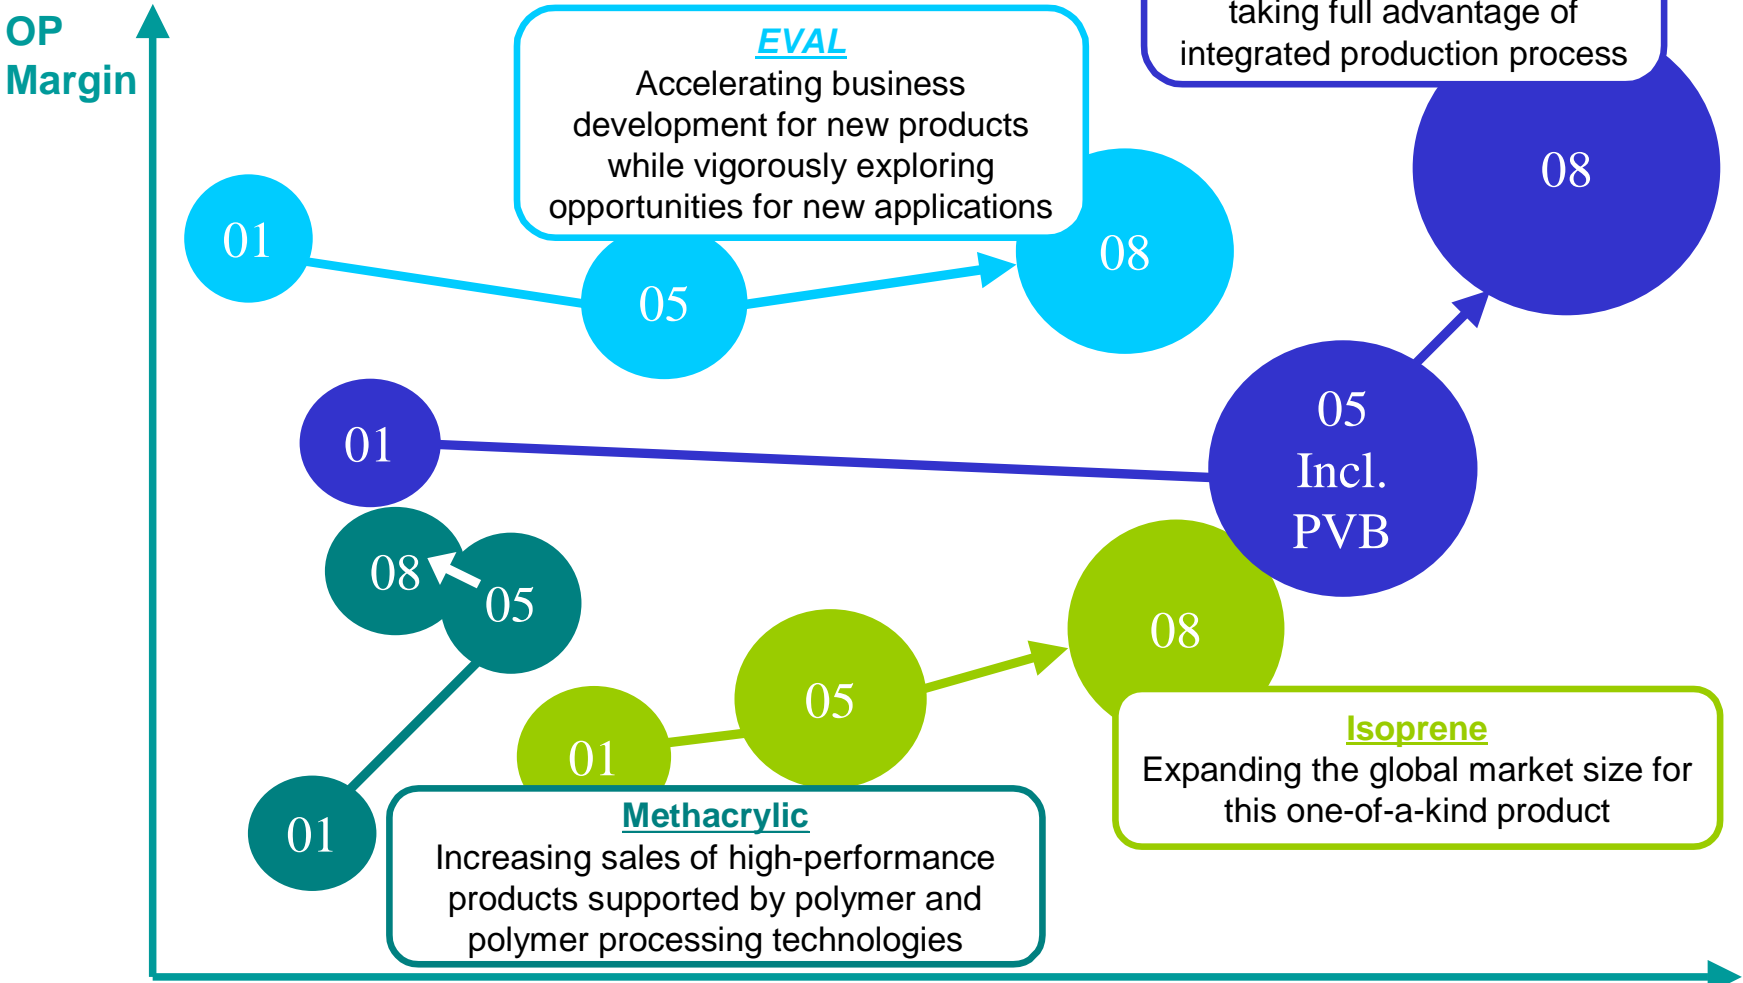 OP
Margin
taking full advantage of
integrated production process
EVAL
Accelerating business
development for new products
while vigorously exploring
opportunities for new applications
01
05
08
08
01
05
Incl.
PVB
08
05
01
01
05
08
Isoprene
Expanding the global market size for
this one-of-a-kind product
Methacrylic
Increasing sales of high-performance
products supported by polymer and
polymer processing technologies